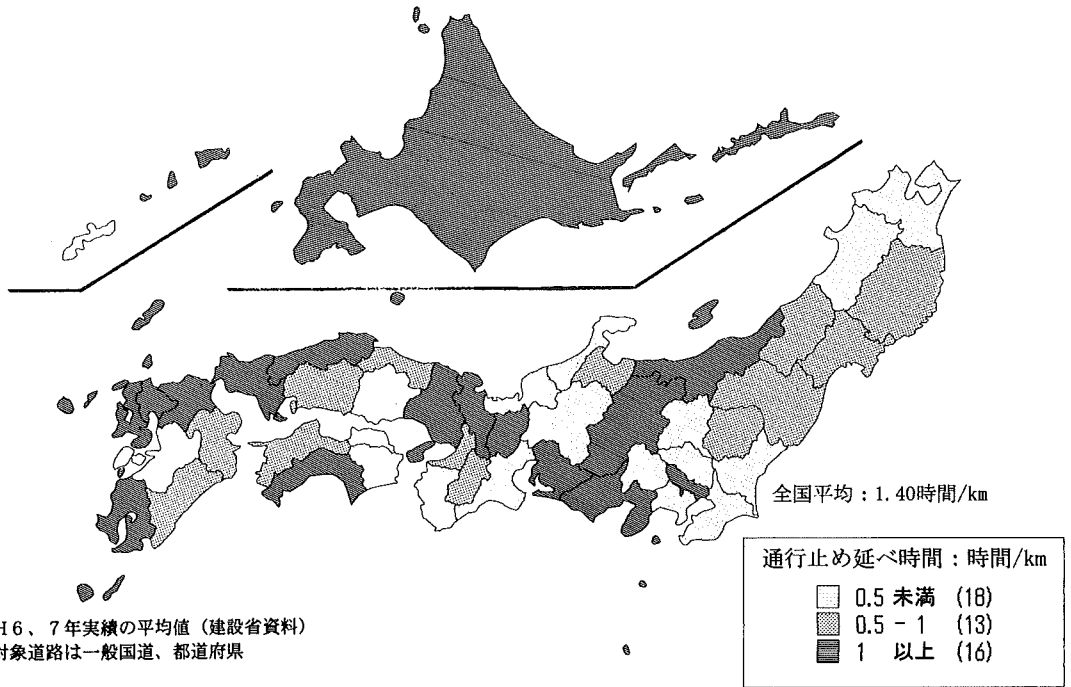 全国平均：1.40時間/km
通行止め延べ時間：時間/km
0.5 未満 (18)
0.5 - 1 (13)
1 以上 (16)
H6、7年実績の平均値（建設省資料）
対象道路は一般国道、都道府県